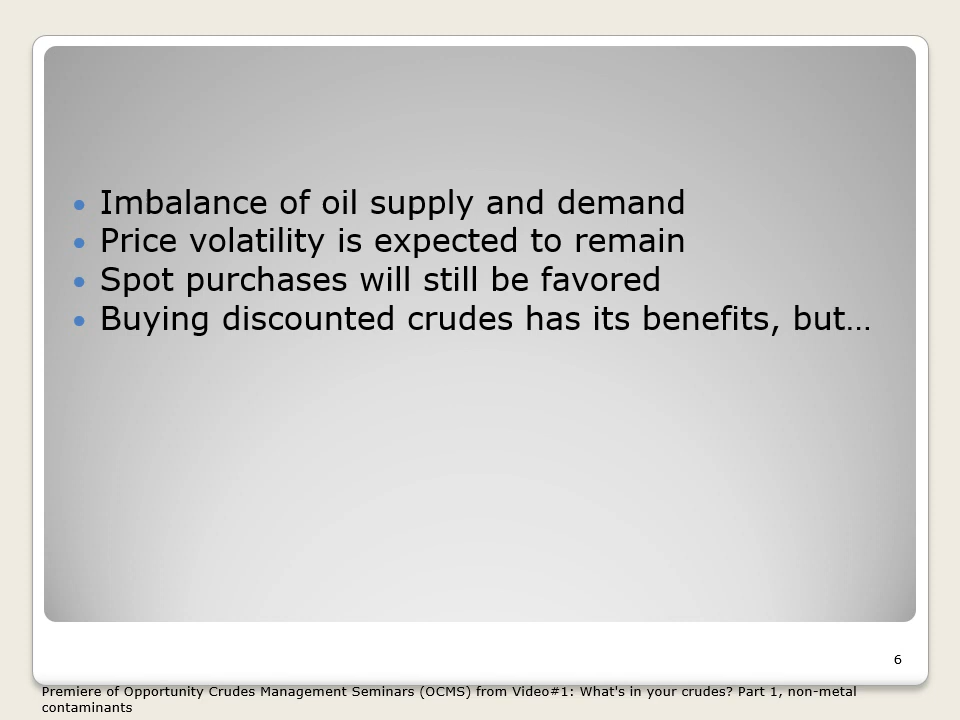 Imbalance of oil supply and demand
Price volatility is expected to remain
Spot purchases will still be favored
Buying discounted crudes has its benefits, but…
6
Premiere of Opportunity Crudes Management Seminars (OCMS) from Video#1: What's in your crudes? Part 1, non-metal
contaminants